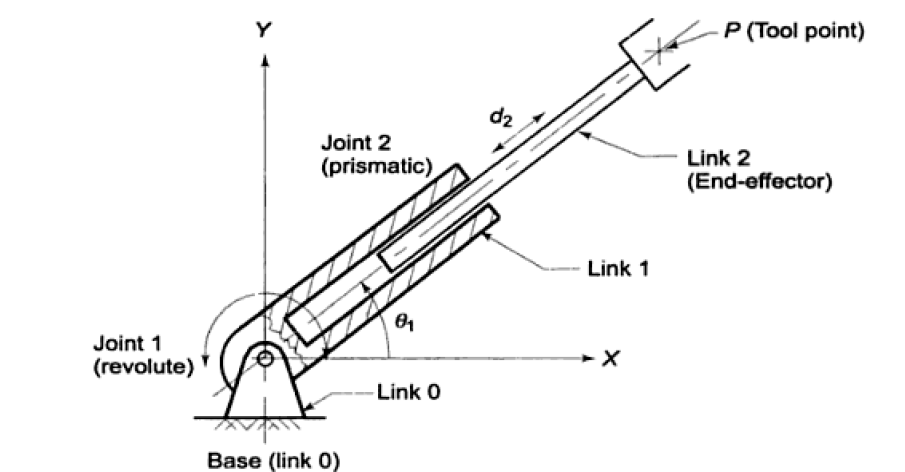 Y
P (Tool point)
d2
Joint 2
(prismatic)
Link 2
(End-effector)
Link 1
θ1
Joint 1
(revolute)
X
Link 0
Base (link 0)